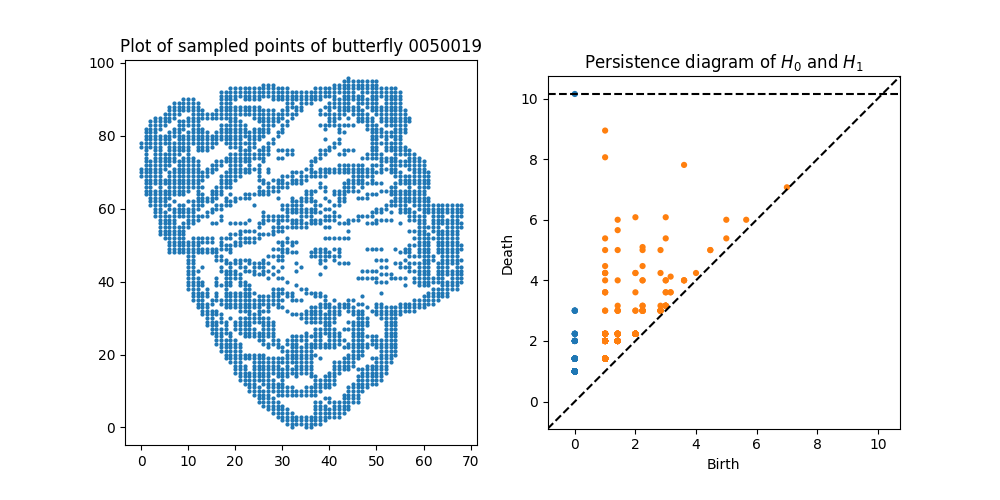 Plot of sampled points of butterfly 0050019
100
80
60
40
20
0
0 10 20 30 40 50 60 70
Persistence diagram of H₀ and H₁
10
8
6
4
2
0
Death
0 2 4 6 8 10
Birth